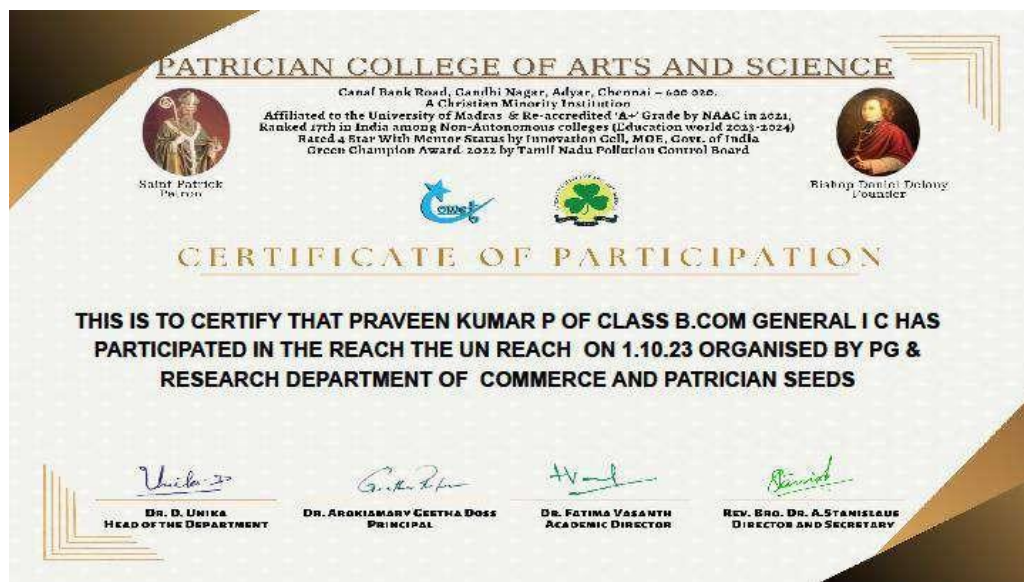 PATRICIAN COLLEGE OF ARTS AND SCIENCE
Canal Bank Road, Gandhi Nagar, Adyar, Chennai – 600 020.
A Christian Minority Institution
Affiliated to the University of Madras & Re-accredited 'A+' Grade by NAAC in 2021,
Ranked 17th in India among Non-Autonomous colleges (Education world 2023-2024)
Rated 4 Star With Mentor Status by Innovation Cell, MOE, Govt. of India
Green Champion Award- 2022 by Tamil Nadu Pollution Control Board
Saint Patrick
Patron
Bishop Daniel Delany
Founder
CERTIFICATE OF PARTICIPATION
THIS IS TO CERTIFY THAT PRAVEEN KUMAR P OF CLASS B.COM GENERAL I C HAS
PARTICIPATED IN THE REACH THE UN REACH ON 1.10.23 ORGANISED BY PG &
RESEARCH DEPARTMENT OF COMMERCE AND PATRICIAN SEEDS
DR. D. UNIKA
HEAD OF THE DEPARTMENT
DR. AROKIAMARY GEETHA DOSS
PRINCIPAL
DR. FATIMA VASANTH
ACADEMIC DIRECTOR
REV. BRO. DR. A.STANISLAUS
DIRECTOR AND SECRETARY